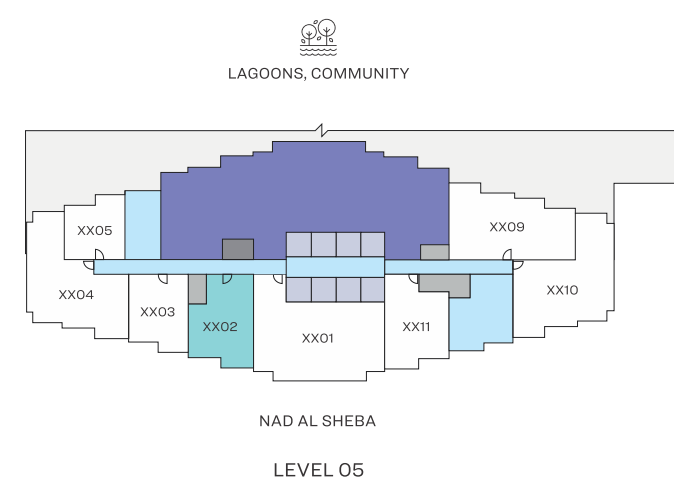 LAGOONS, COMMUNITY
XX05
XX09
XX04
XX10
XX03
XX02
XX11
XX01
NAD AL SHEBA
LEVEL 05